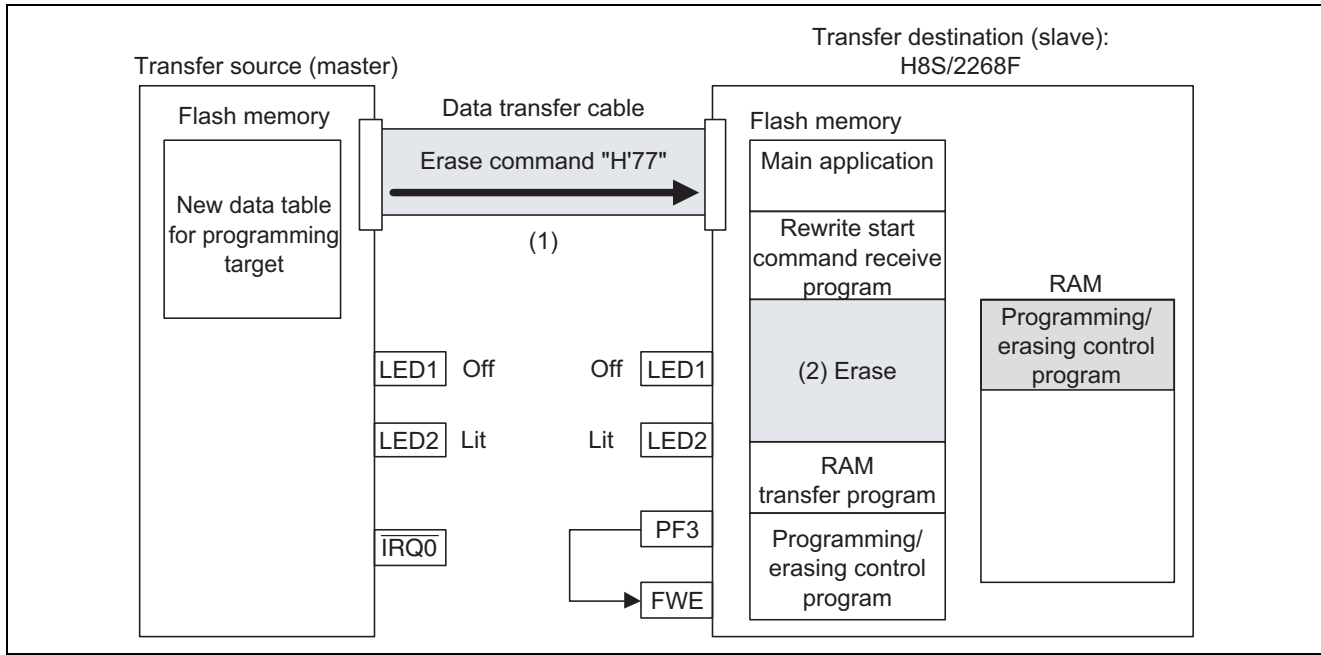 Transfer source (master)
Flash memory
New data table
for programming
target
Data transfer cable
Erase command "H'77"
(1)
Transfer destination (slave):
H8S/2268F
Flash memory
Main application
Rewrite start
command receive
program
(2) Erase
RAM
transfer program
Programming/
erasing control
program
RAM
Programming/
erasing control
program
LED1 Off
Off LED1
LED2 Lit
Lit LED2
IRQ0
PF3
FWE